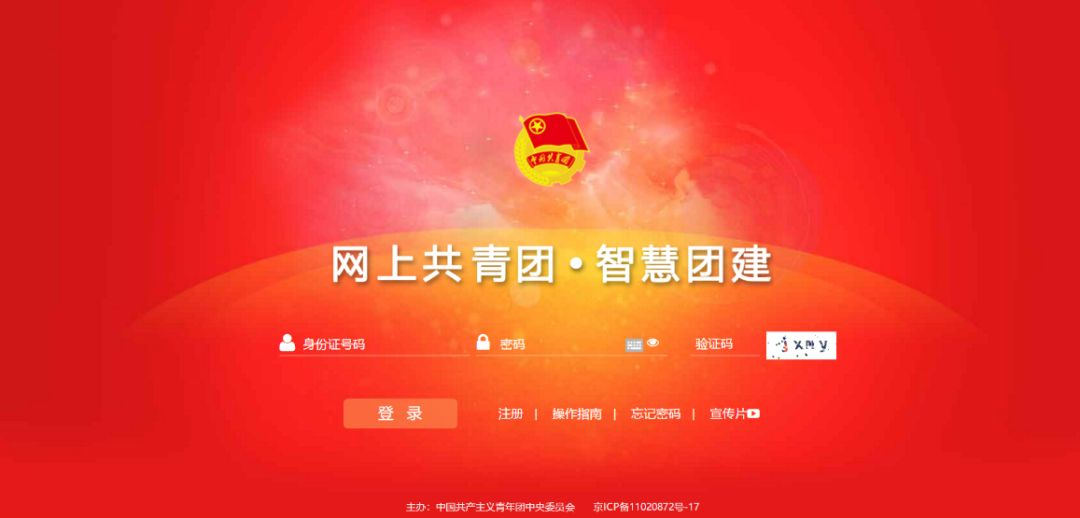 中国共青团
网上共青团·智慧团建
身份证号码 密码 验证码
登 录 注册 | 操作指南 | 忘记密码 | 宣传片
主办：中国共产主义青年团中央委员会 京ICP备11020872号-17